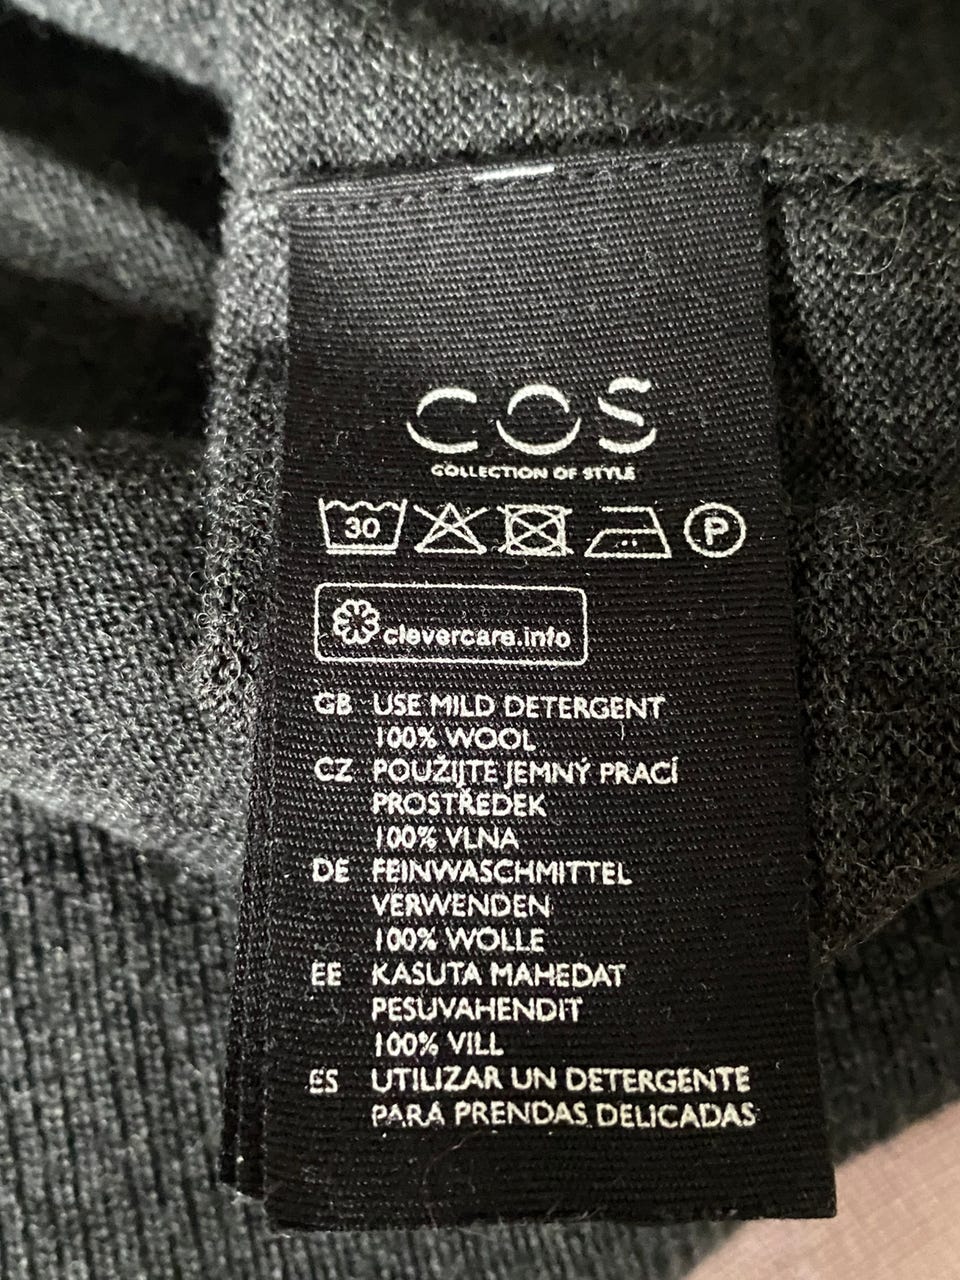 COS
COLLECTION OF STYLE
30 P
clevercare.info
GB USE MILD DETERGENT
100% WOOL
CZ POUŽIJTE JEMNÝ PRACÍ
PROSTŘEDEK
100% VLNA
DE FEINWASCHMITTEL
VERWENDEN
100% WOLLE
EE KASUTA MAHEDAT
PESUVAHENDIT
100% VILL
ES UTILIZAR UN DETERGENTE
PARA PRENDAS DELICADAS